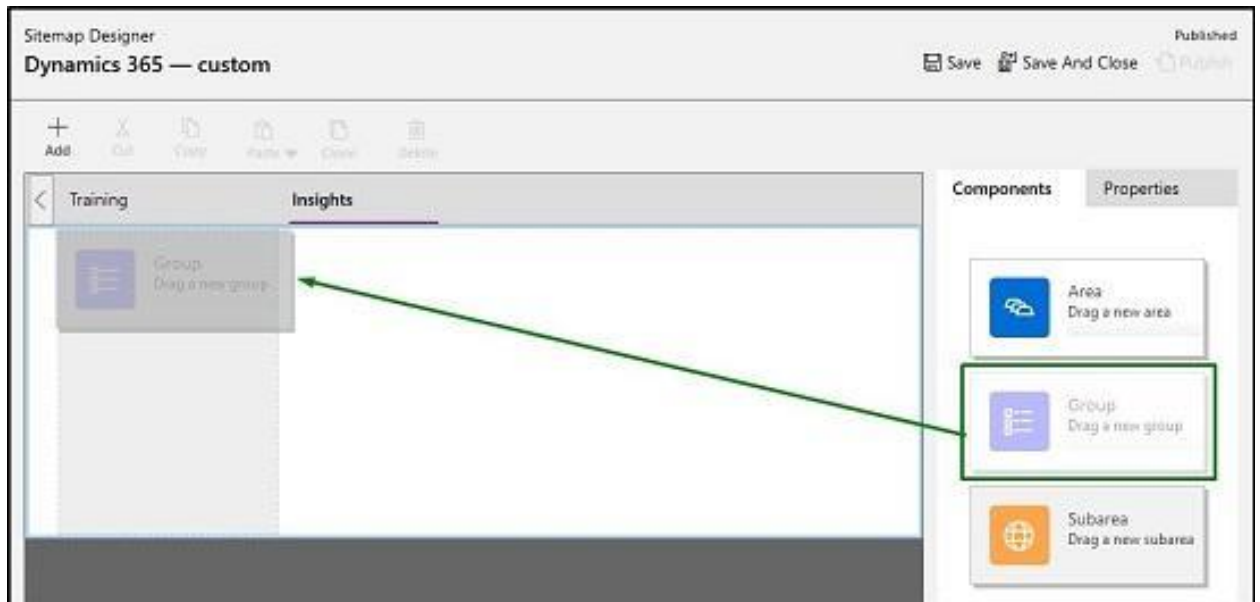 Sitemap Designer
Published
Dynamics 365 — custom
Save Save And Close Publish
Add Cut Copy Paste Clone Delete
Training Insights
Components Properties
Group
Drag a new group
Area
Drag a new area
Group
Drag a new group
Subarea
Drag a new subarea